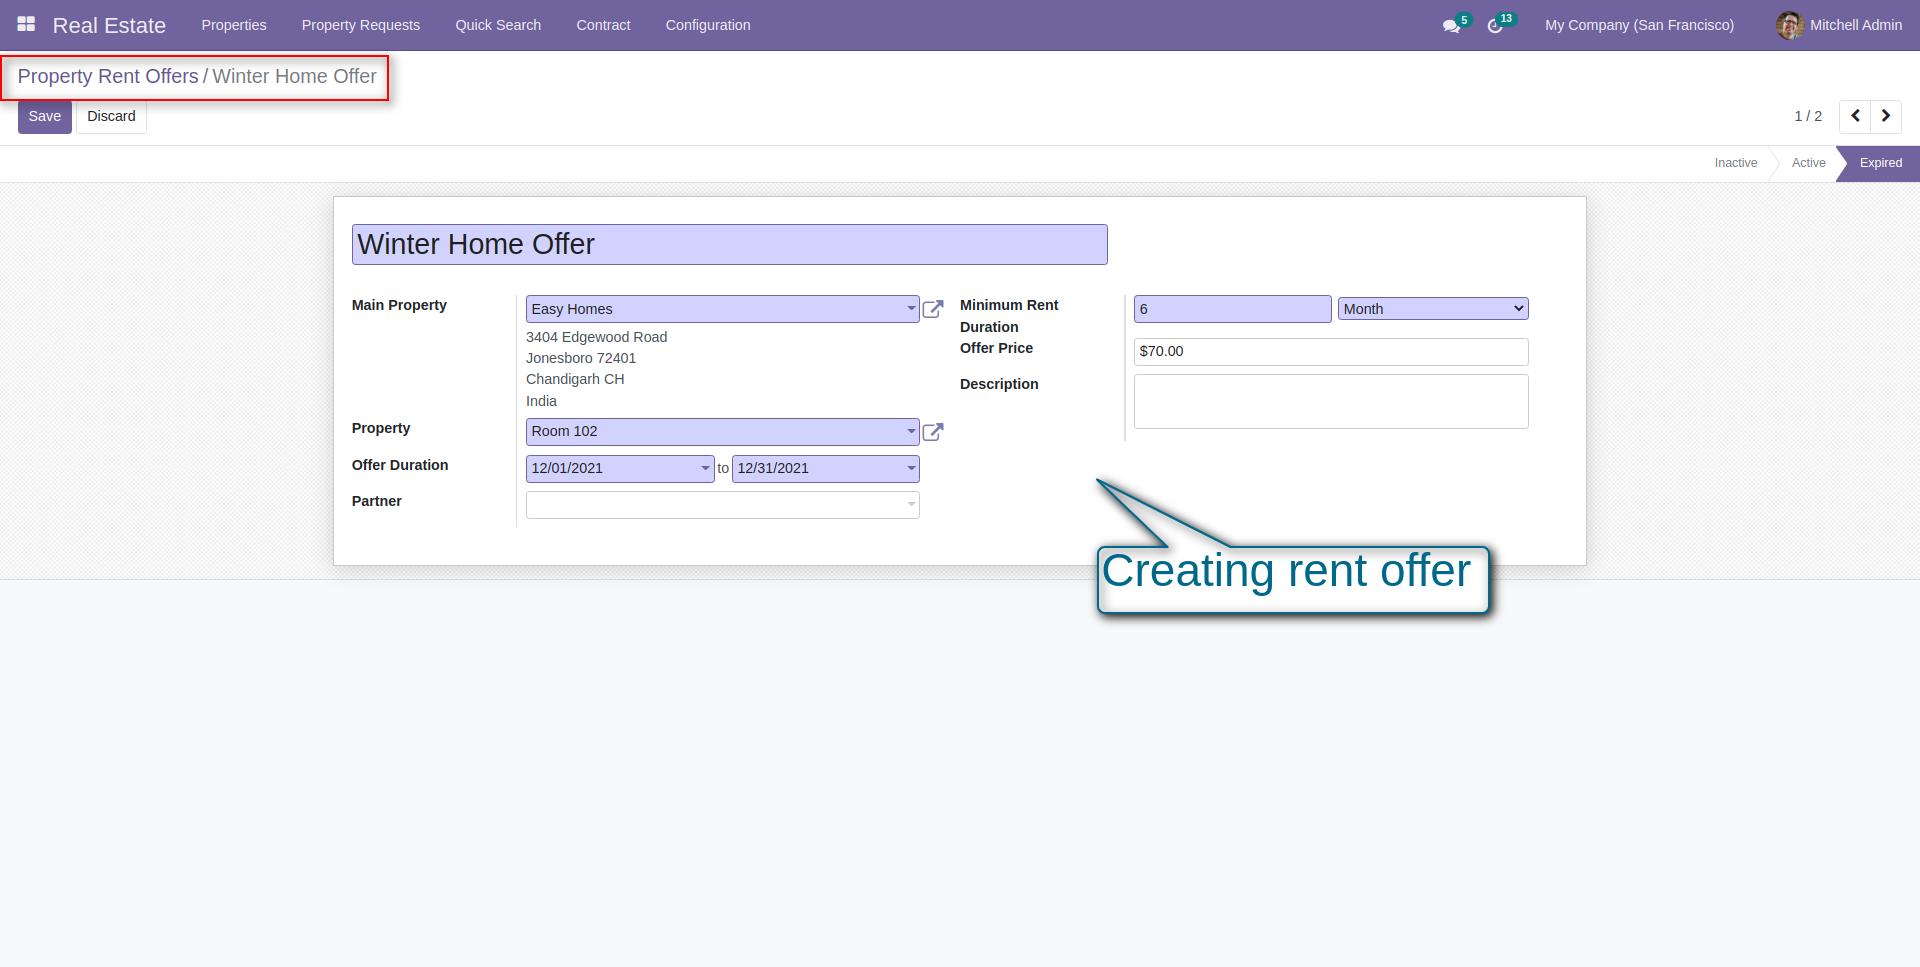 Real Estate Properties Property Requests Quick Search Contract Configuration 5 13 My Company (San Francisco) Mitchell Admin
Property Rent Offers / Winter Home Offer
Save Discard 1 / 2
Inactive Active Expired
Winter Home Offer
Main Property Easy Homes
3404 Edgewood Road
Jonesboro 72401
Chandigarh CH
India
Property Room 102
Offer Duration 12/01/2021 to 12/31/2021
Partner
Minimum Rent
Duration
6 Month
Offer Price $70.00
Description
Creating rent offer